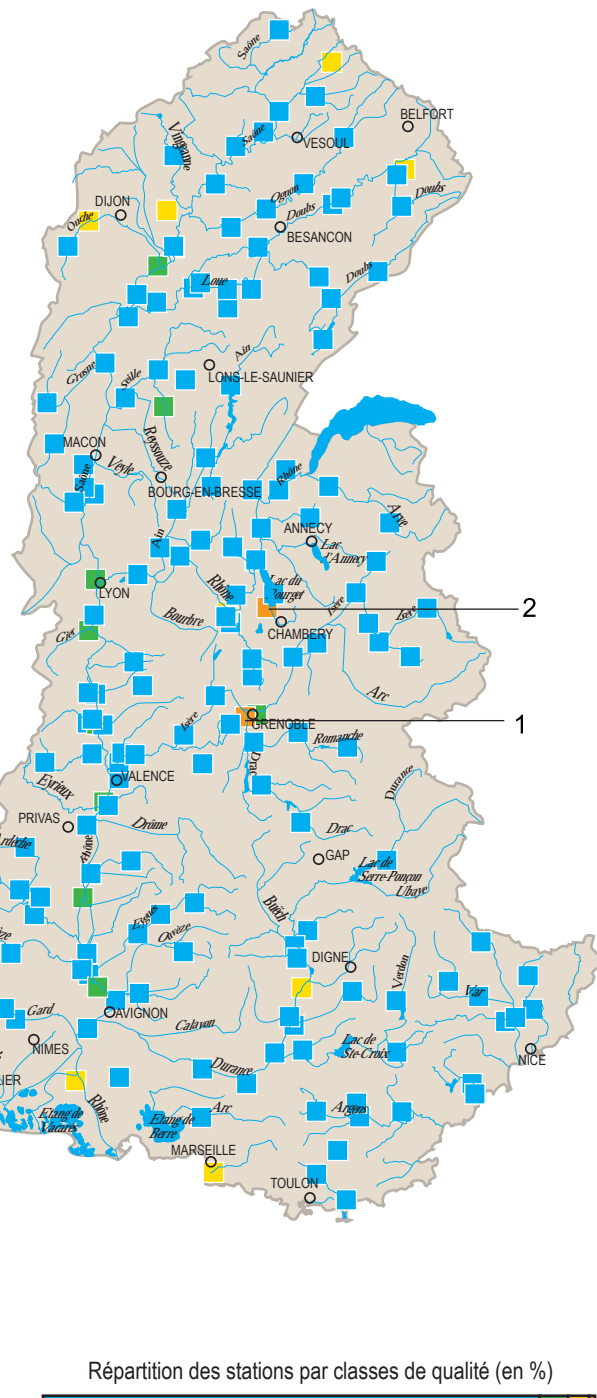 Saône
BELFORT
Vingeanne
Saône
VESOUL
Ognon
Doubs
DIJON
Ouche
Doubs
BESANCON
Loue
Doubs
Ain
Grosne
Seille
LONS-LE-SAUNIER
MACON
Reyssouze
Veyle
Saône
Rhône
BOURG-EN-BRESSE
Arve
ANNECY
Ain
Lac
d'Annecy
LYON
Rhône
Lac du
Bourget
Isère
Isère
2
Bourbre
CHAMBERY
Gier
Arc
Isère
GRENOBLE
1
Romanche
Drac
VALENCE
Eyrieux
Durance
PRIVAS
Drôme
Drac
Ardèche
Rhône
GAP
Lac de
Serre-Ponçon
Ubaye
Buëch
Eygues
Ouvèze
DIGNE
Verdon
Var
Gard
AVIGNON
Calavon
NIMES
Lac de
Ste-Croix
NICE
LIER
Durance
Rhône
Arc
Argens
Etang de
Vacarès
Etang de
Berre
MARSEILLE
TOULON
Répartition des stations par classes de qualité (en %)